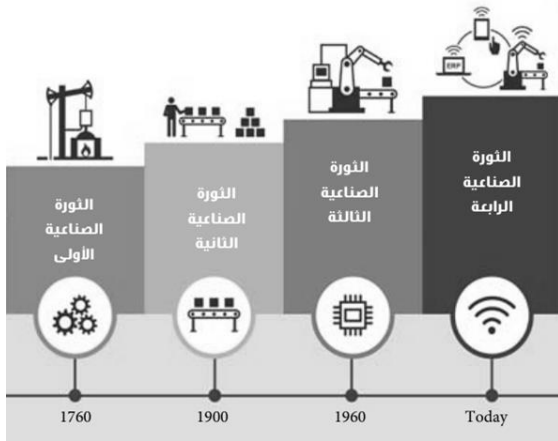 ERP
الثورة
الصناعية
الأولى
الثورة
الصناعية
الثانية
الثورة
الصناعية
الثالثة
الثورة
الصناعية
الرابعة
1760
1900
1960
Today